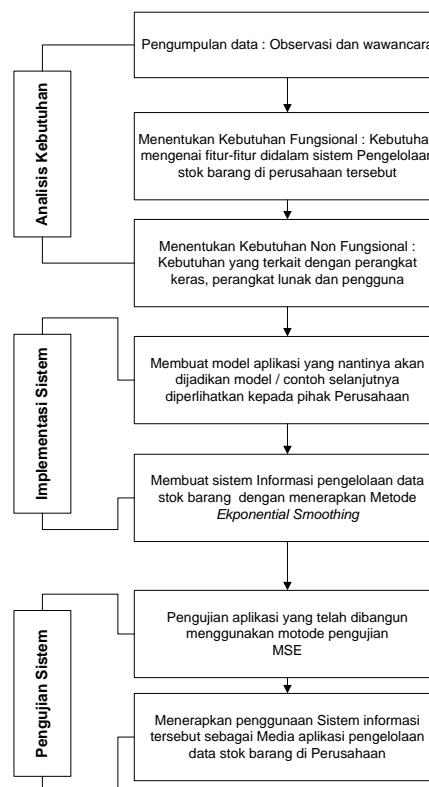 Analisis Kebutuhan
Pengumpulan data : Observasi dan wawancara
Menentukan Kebutuhan Fungsional : Kebutuha
mengenai fitur-fitur didalam sistem Pengelolaan
stok barang di perusahaan tersebut
Menentukan Kebutuhan Non Fungsional :
Kebutuhan yang terkait dengan perangkat
keras, perangkat lunak dan pengguna
Implementasi Sistem
Membuat model aplikasi yang nantinya akan
dijadikan model / contoh selanjutnya
diperlihatkan kepada pihak Perusahaan
Membuat sistem Informasi pengelolaan data
stok barang dengan menerapkan Metode
Ekponential Smoothing
Pengujian Sistem
Pengujian aplikasi yang telah dibangun
menggunakan motode pengujian
MSE
Menerapkan penggunaan Sistem informasi
tersebut sebagai Media aplikasi pengelolaan
data stok barang di Perusahaan